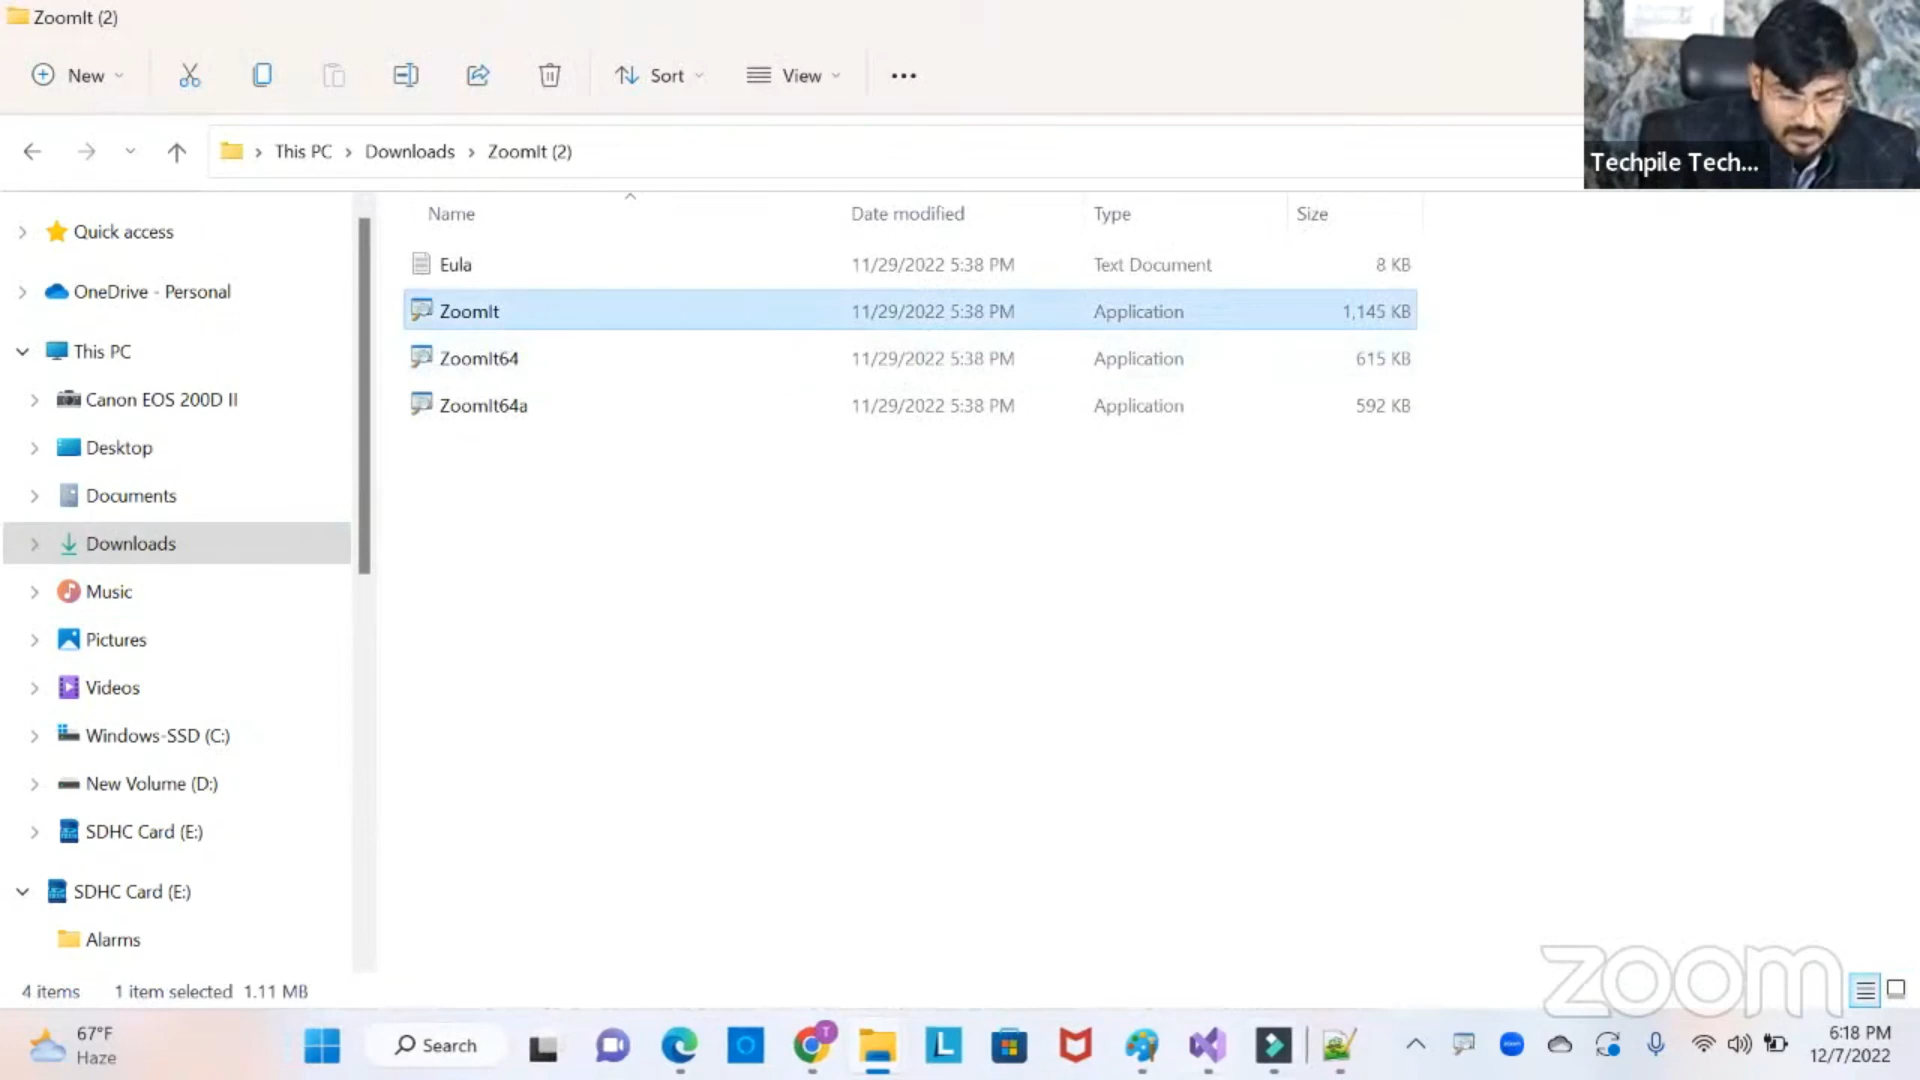 ZoomIt (2)
New
Sort
View
This PC
Downloads
ZoomIt (2)
Techpile Tech...
Name
Date modified
Type
Size
Quick access
OneDrive - Personal
This PC
Canon EOS 200D II
Desktop
Documents
Downloads
Music
Pictures
Videos
Windows-SSD (C:)
New Volume (D:)
SDHC Card (E:)
SDHC Card (E:)
Alarms
Eula 11/29/2022 5:38 PM Text Document 8 KB
ZoomIt 11/29/2022 5:38 PM Application 1,145 KB
ZoomIt64 11/29/2022 5:38 PM Application 615 KB
ZoomIt64a 11/29/2022 5:38 PM Application 592 KB
4 items 1 item selected 1.11 MB
zoom
67°F
Haze
Search
T
L
6:18 PM
12/7/2022